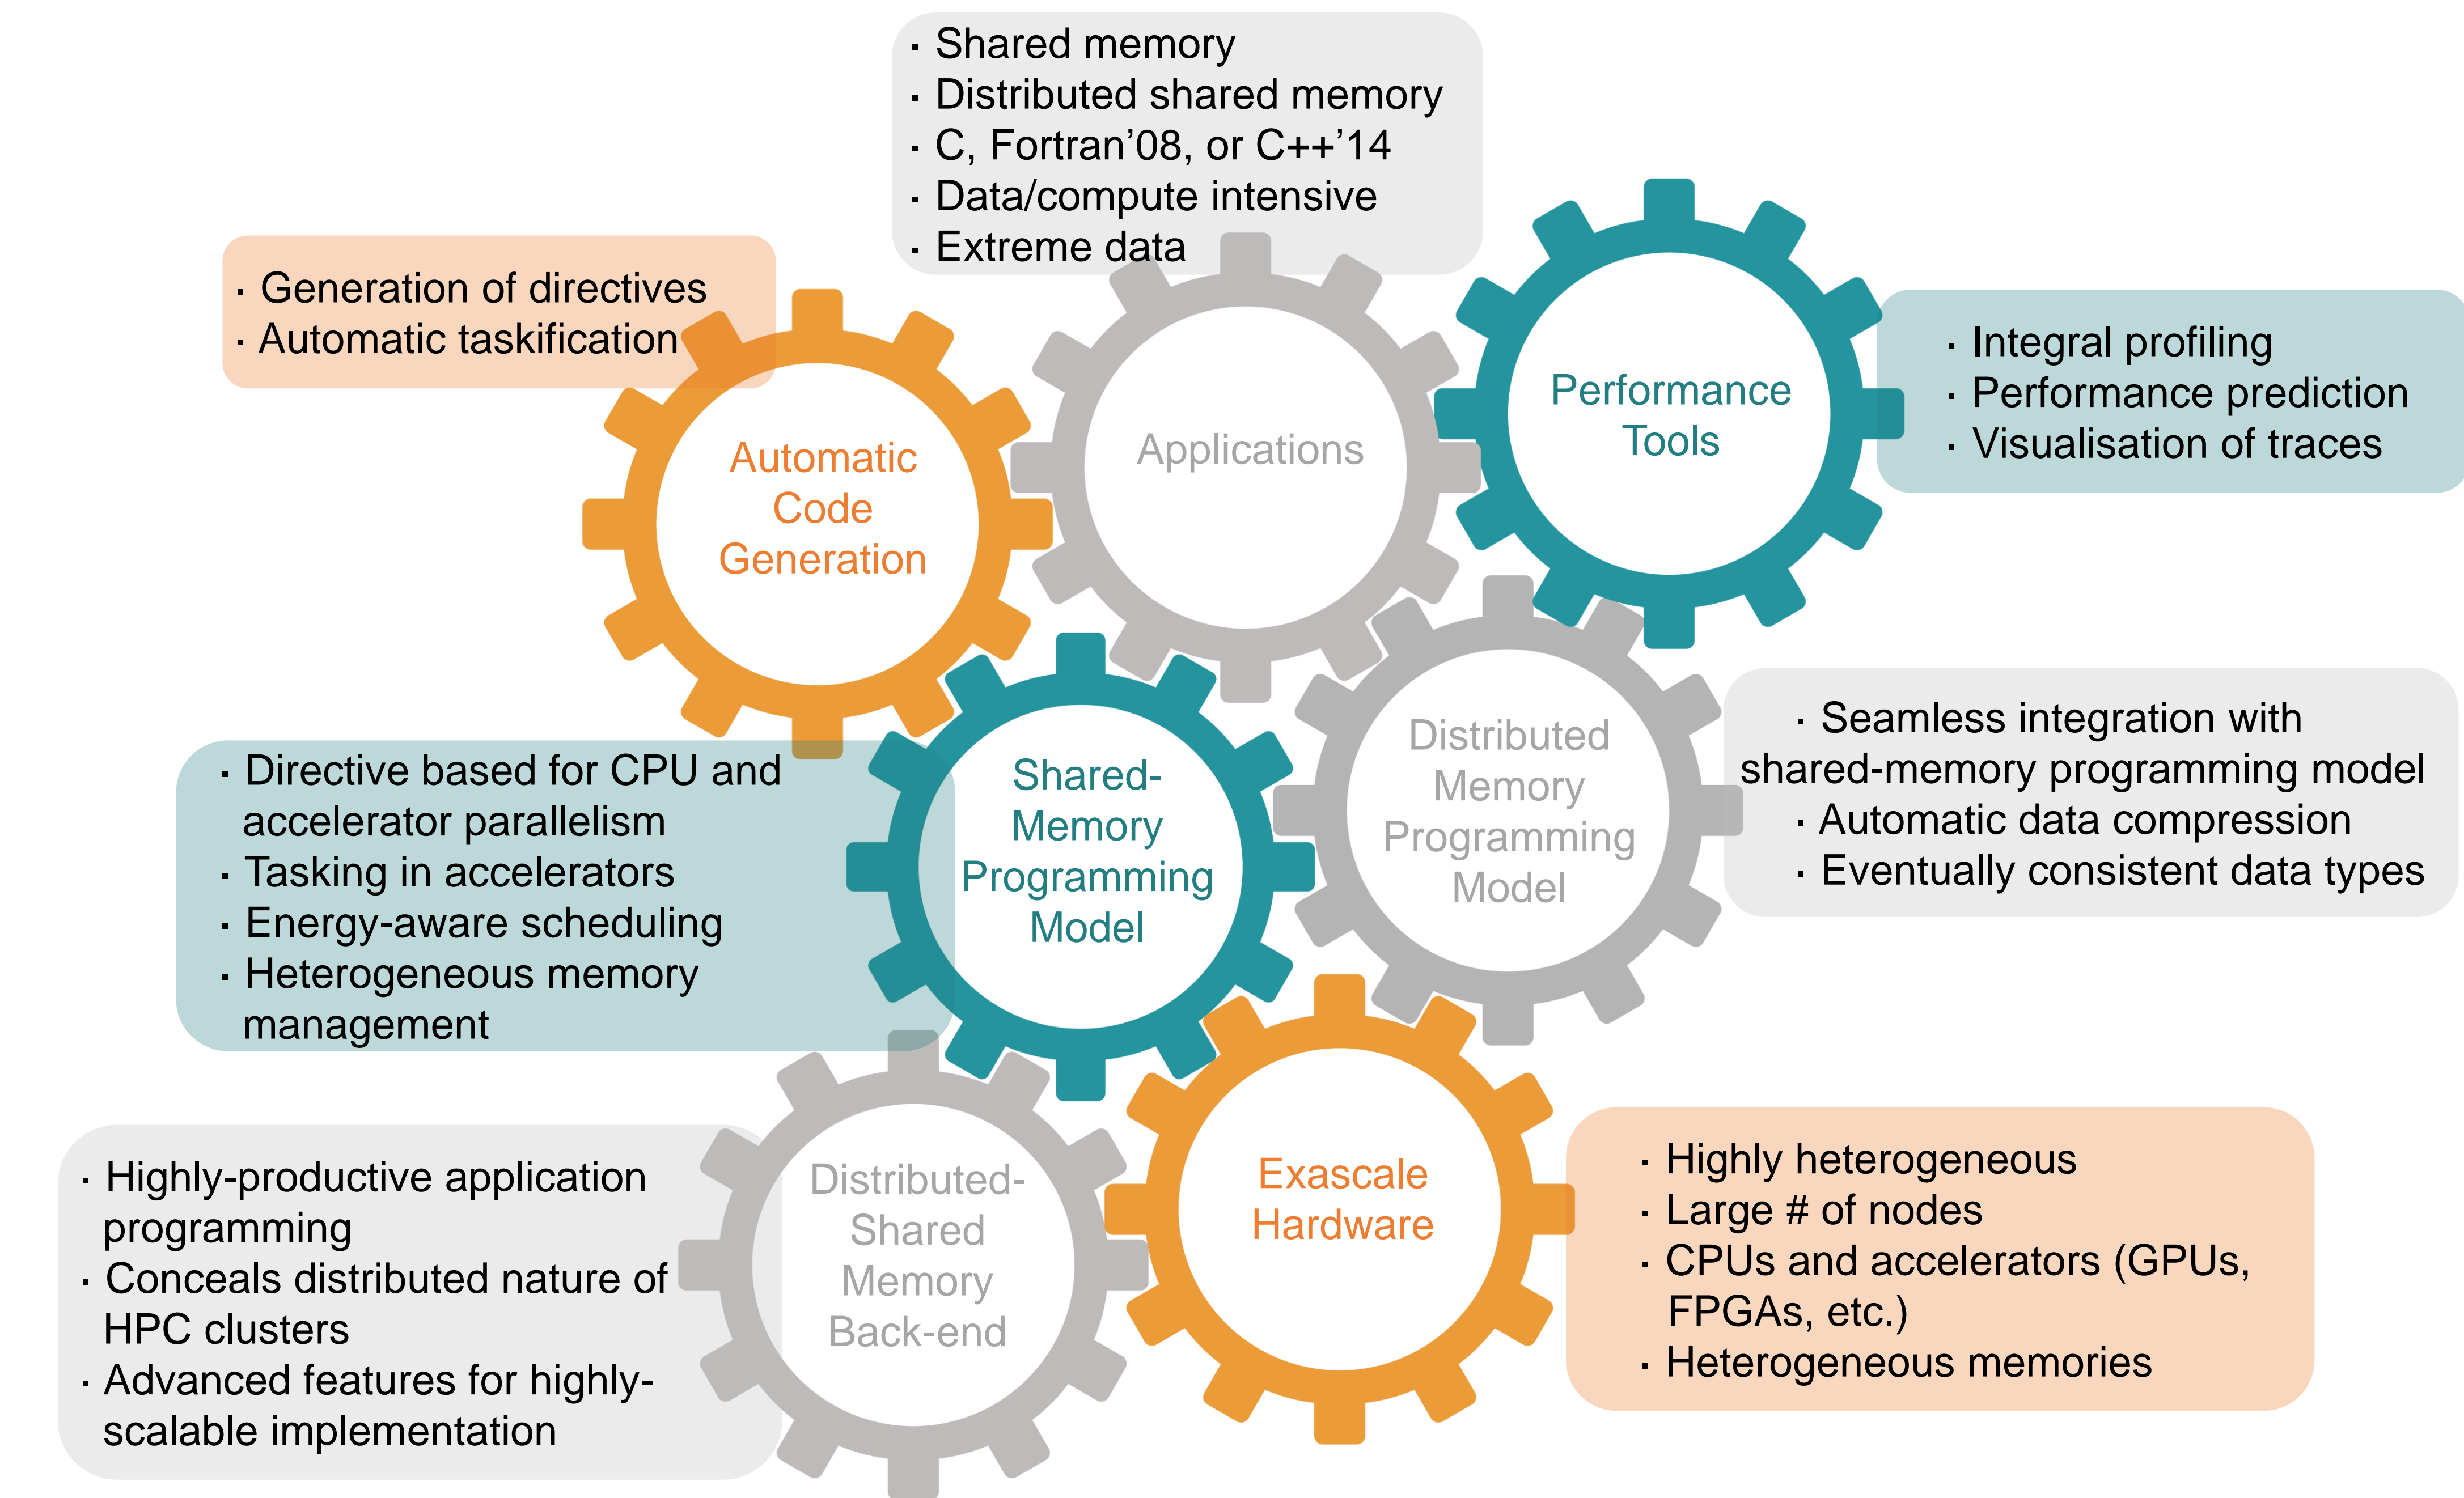 · Shared memory
· Distributed shared memory
· C, Fortran’08, or C++’14
· Data/compute intensive
· Extreme data
· Generation of directives
· Automatic taskification
Automatic
Code
Generation
Applications
Performance
Tools
· Integral profiling
· Performance prediction
· Visualisation of traces
· Directive based for CPU and
accelerator parallelism
· Tasking in accelerators
· Energy-aware scheduling
· Heterogeneous memory
management
Shared-
Memory
Programming
Model
Distributed
Memory
Programming
Model
· Seamless integration with
shared-memory programming model
· Automatic data compression
· Eventually consistent data types
· Highly-productive application
programming
· Conceals distributed nature of
HPC clusters
· Advanced features for highly-
scalable implementation
Distributed-
Shared
Memory
Back-end
Exascale
Hardware
· Highly heterogeneous
· Large # of nodes
· CPUs and accelerators (GPUs,
FPGAs, etc.)
· Heterogeneous memories